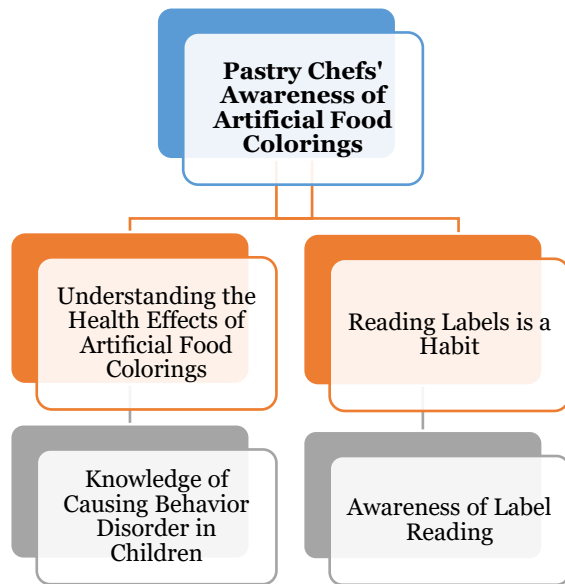 Pastry Chefs'
Awareness of
Artificial Food
Colorings
Understanding the
Health Effects of
Artificial Food
Colorings
Reading Labels is a
Habit
Knowledge of
Causing Behavior
Disorder in
Children
Awareness of Label
Reading